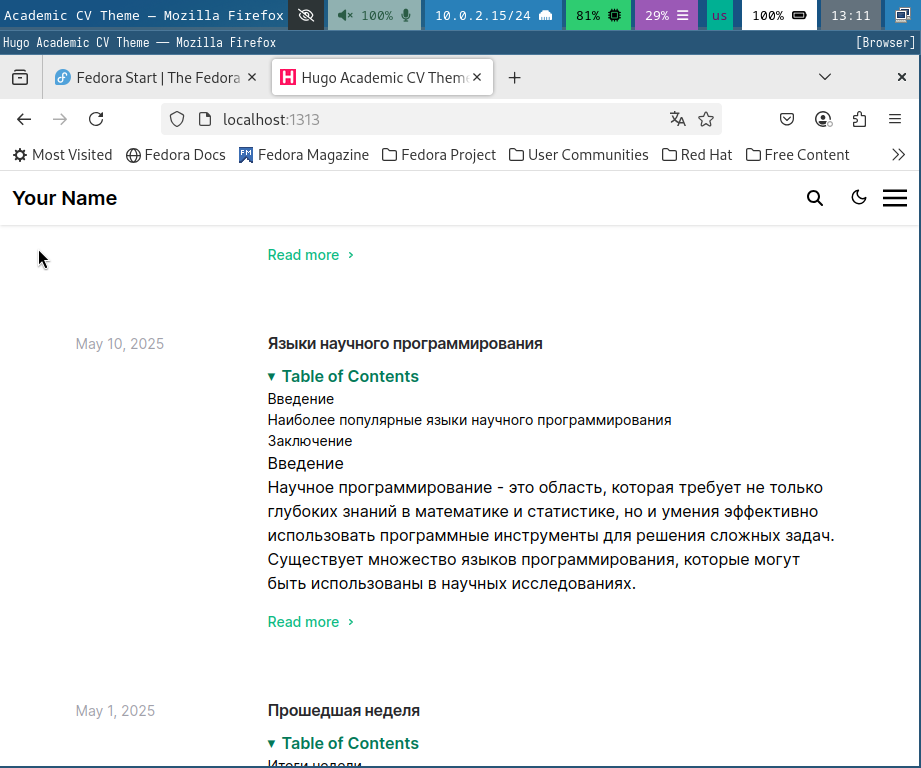 Academic CV Theme — Mozilla Firefox 100% 10.0.2.15/24 81% 29% us 100% 13:11
Hugo Academic CV Theme — Mozilla Firefox [Browser]
Fedora Start | The Fedora Hugo Academic CV Them
localhost:1313
Most Visited Fedora Docs Fedora Magazine Fedora Project User Communities Red Hat Free Content
Your Name
Read more ›
May 10, 2025 Языки научного программирования
▾ Table of Contents
Введение
Наиболее популярные языки научного программирования
Заключение
Введение
Научное программирование - это область, которая требует не только
глубоких знаний в математике и статистике, но и умения эффективно
использовать программные инструменты для решения сложных задач.
Существует множество языков программирования, которые могут
быть использованы в научных исследованиях.
Read more ›
May 1, 2025 Прошедшая неделя
▾ Table of Contents
Итоги недели